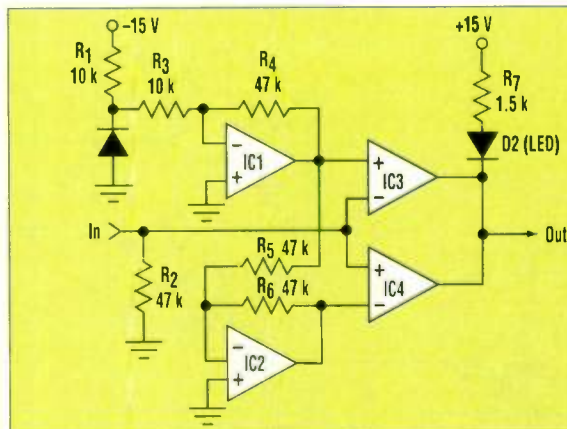 –15 V
R1
10 k
R3
10 k
R4
47 k
–
+
IC1
+15 V
R7
1.5 k
D2 (LED)
+
–
IC3
In
Out
R2
47 k
R5 47 k
R6 47 k
+
–
IC4
–
+
IC2